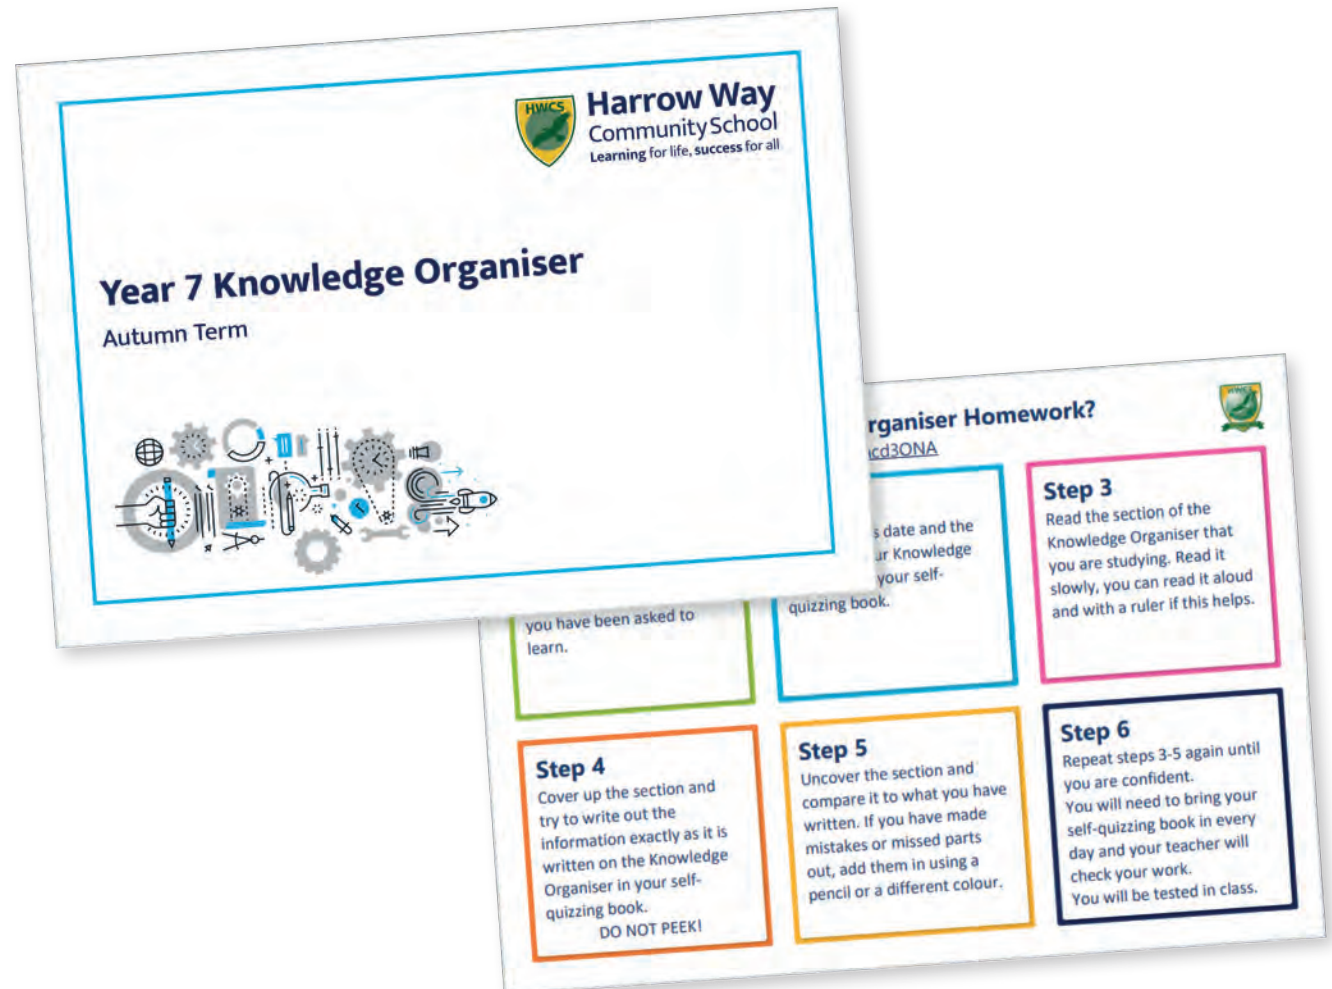 HWCS
Harrow Way
Community School
Learning for life, success for all
Year 7 Knowledge Organiser
Autumn Term
rganiser Homework?
cd3ONA
HWCS
you have been asked to
learn.
s date and the
ur Knowledge
your self-
quizzing book.
Step 3
Read the section of the
Knowledge Organiser that
you are studying. Read it
slowly, you can read it aloud
and with a ruler if this helps.
Step 4
Cover up the section and
try to write out the
information exactly as it is
written on the Knowledge
Organiser in your self-
quizzing book.
DO NOT PEEK!
Step 5
Uncover the section and
compare it to what you have
written. If you have made
mistakes or missed parts
out, add them in using a
pencil or a different colour.
Step 6
Repeat steps 3-5 again until
you are confident.
You will need to bring your
self-quizzing book in every
day and your teacher will
check your work.
You will be tested in class.